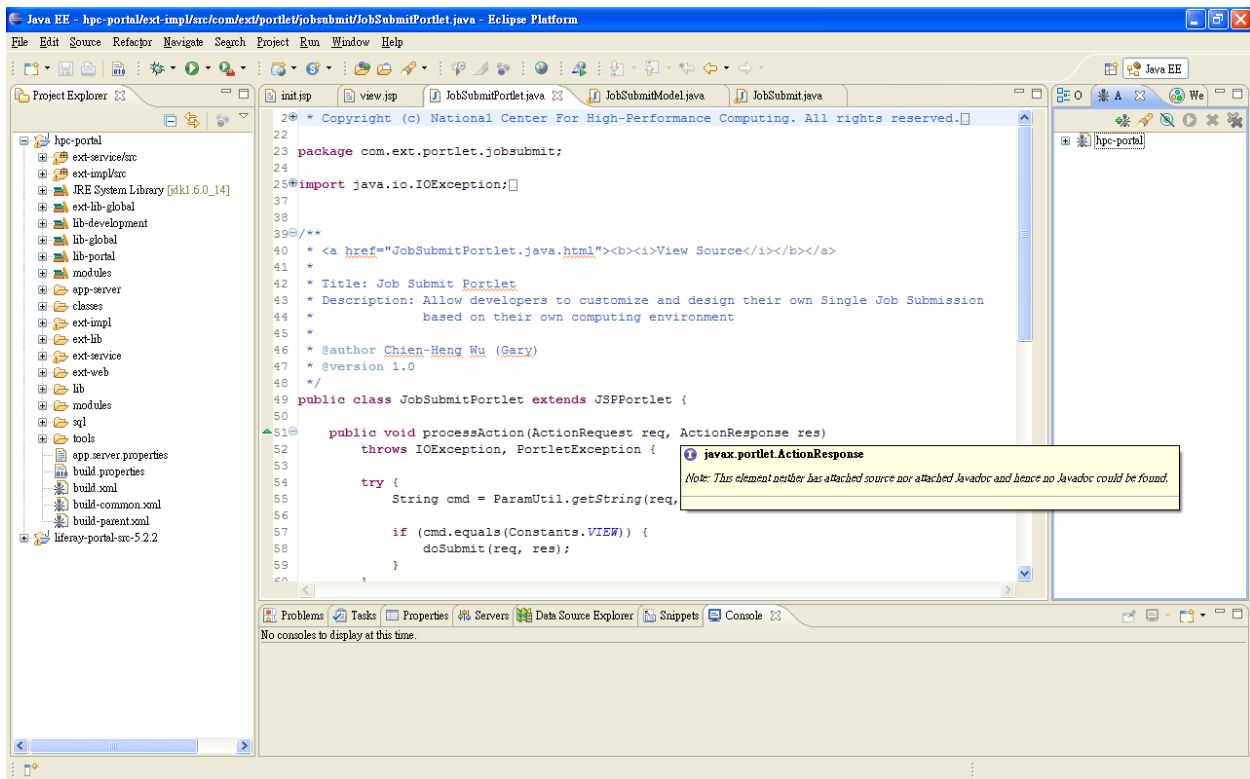 Java EE - hpc-portal/ext-impl/src/com/ext/portlet/jobsubmit/JobSubmitPortlet.java - Eclipse Platform
File Edit Source Refactor Navigate Search Project Run Window Help
Java EE
Project Explorer
hpc-portal
ext-service/src
ext-impl/src
JRE System Library [jdk1.6.0_14]
ext-lib-global
lib-development
lib-global
lib-portal
modules
app-server
classes
ext-impl
ext-lib
ext-service
ext-web
lib
modules
sql
tools
app.server.properties
build.properties
build.xml
build-common.xml
build-parent.xml
liferay-portal-src-5.2.2
init.jsp view.jsp JobSubmitPortlet.java JobSubmitModel.java JobSubmit.java
2 * Copyright (c) National Center For High-Performance Computing. All rights reserved.
22
23 package com.ext.portlet.jobsubmit;
24
25 import java.io.IOException;
37
38
39 /**
40 * <a href="JobSubmitPortlet.java.html"><b><i>View Source</i></b></a>
41 *
42 * Title: Job Submit Portlet
43 * Description: Allow developers to customize and design their own Single Job Submission
44 * based on their own computing environment
45 *
46 * @author Chien-Heng Wu (Gary)
47 * @version 1.0
48 */
49 public class JobSubmitPortlet extends JSPPortlet {
50
51 public void processAction(ActionRequest req, ActionResponse res)
52 throws IOException, PortletException {
53
54 try {
55 String cmd = ParamUtil.getString(req,
56
57 if (cmd.equals(Constants.VIEW)) {
58 doSubmit(req, res);
59 }
60 }
javax.portlet.ActionResponse
Note: This element neither has attached source nor attached Javadoc and hence no Javadoc could be found.
O A We
hpc-portal
Problems Tasks Properties Servers Data Source Explorer Snippets Console
No consoles to display at this time.